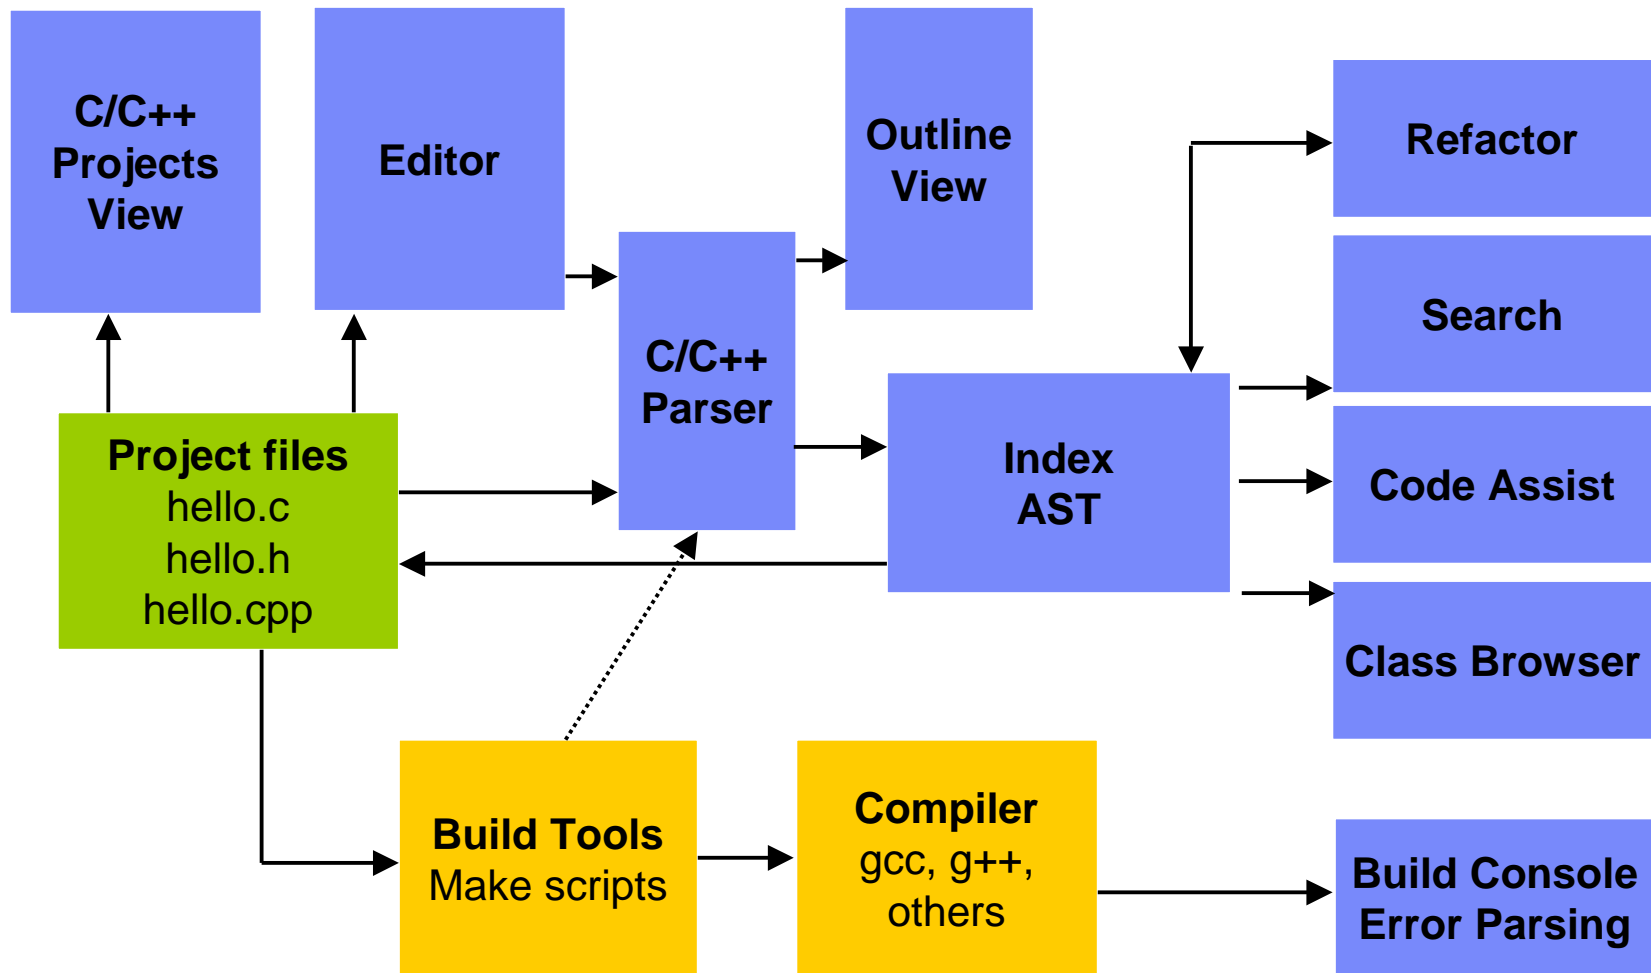 C/C++
Projects
View
Editor
Outline
View
Refactor
Search
C/C++
Parser
Project files
hello.c
hello.h
hello.cpp
Index
AST
Code Assist
Class Browser
Build Tools
Make scripts
Compiler
gcc, g++,
others
Build Console
Error Parsing